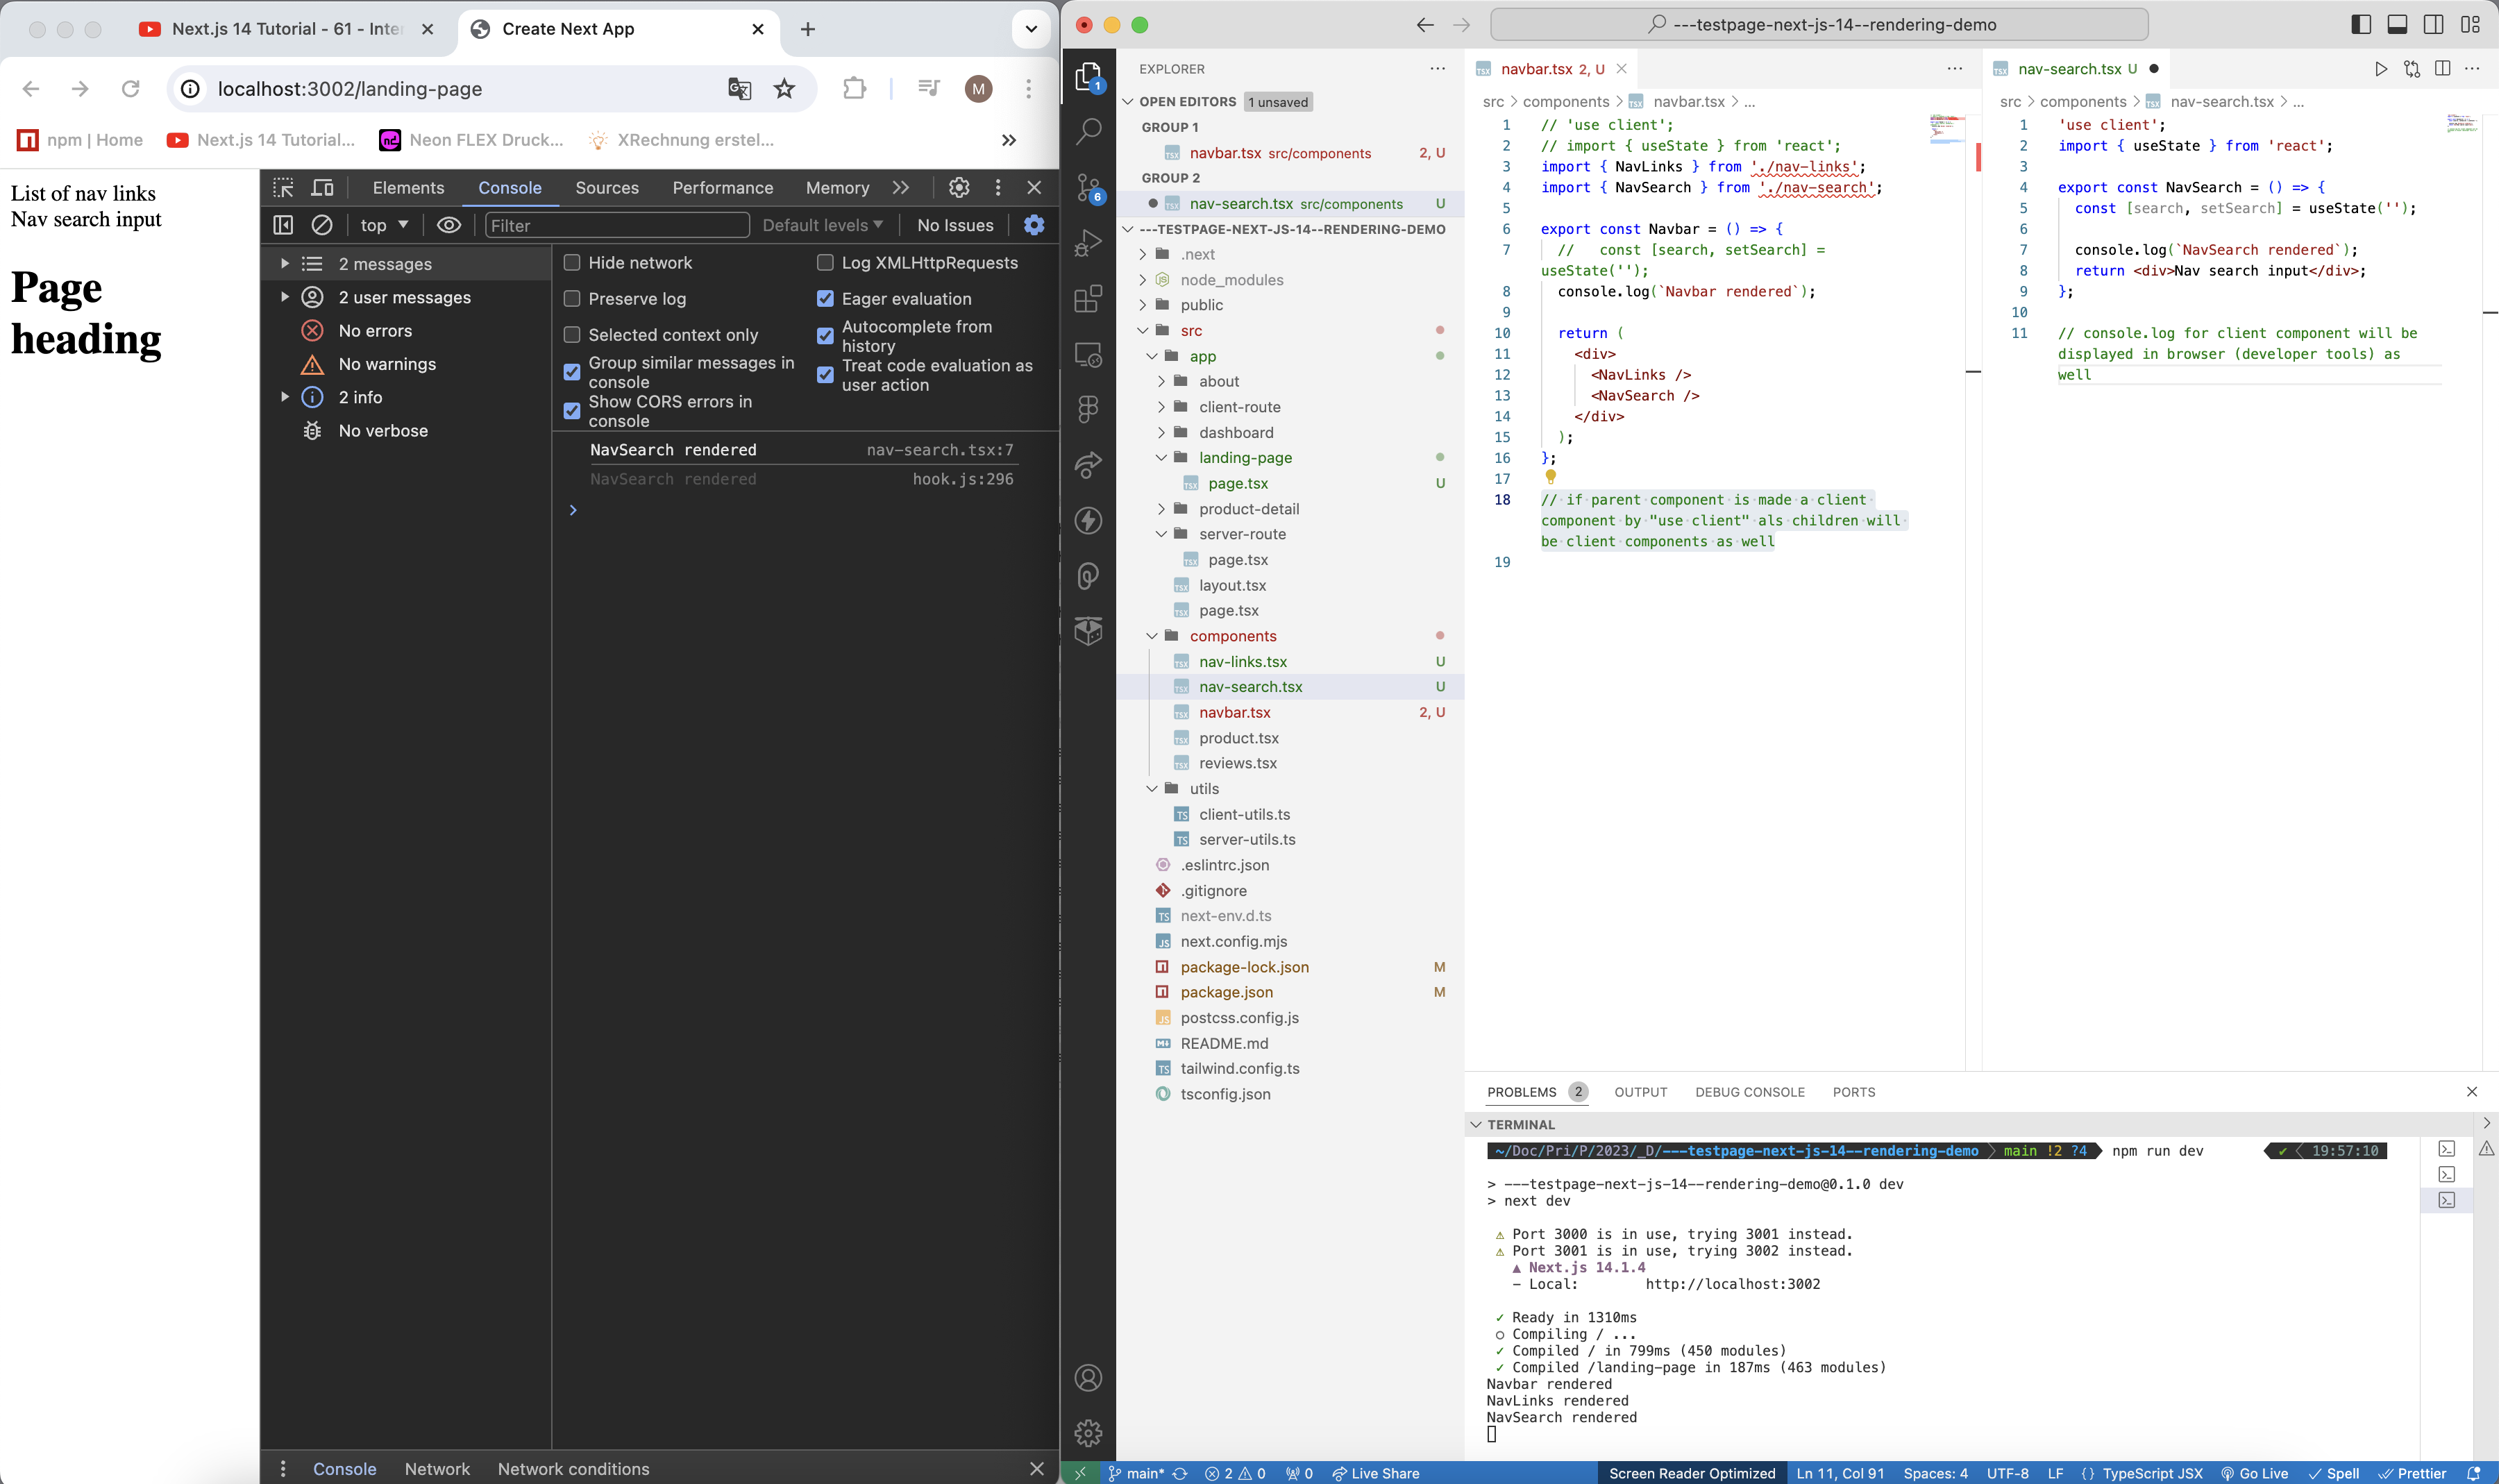 Next.js 14 Tutorial - 61 - Inter
Create Next App
localhost:3002/landing-page
M
npm | Home
Next.js 14 Tutorial...
Neon FLEX Druck...
XRechnung erstel...
List of nav links
Nav search input
Page
heading
Elements
Console
Sources
Performance
Memory
top
Filter
Default levels
No Issues
2 messages
2 user messages
No errors
No warnings
2 info
No verbose
Hide network
Log XMLHttpRequests
Preserve log
Eager evaluation
Selected context only
Autocomplete from
history
Group similar messages in
console
Treat code evaluation as
user action
Show CORS errors in
console
NavSearch rendered nav-search.tsx:7
NavSearch rendered hook.js:296
Console
Network
Network conditions
---testpage-next-js-14--rendering-demo
1
6
EXPLORER
OPEN EDITORS 1 unsaved
GROUP 1
navbar.tsx src/components 2, U
GROUP 2
nav-search.tsx src/components U
---TESTPAGE-NEXT-JS-14--RENDERING-DEMO
.next
node_modules
public
src
app
about
client-route
dashboard
landing-page
page.tsx U
product-detail
server-route
page.tsx
layout.tsx
page.tsx
components
nav-links.tsx U
nav-search.tsx U
navbar.tsx 2, U
product.tsx
reviews.tsx
utils
client-utils.ts
server-utils.ts
.eslintrc.json
.gitignore
next-env.d.ts
next.config.mjs
package-lock.json M
package.json M
postcss.config.js
README.md
tailwind.config.ts
tsconfig.json
navbar.tsx 2, U
src > components > navbar.tsx > ...
1 // 'use client';
2 // import { useState } from 'react';
3 import { NavLinks } from './nav-links';
4 import { NavSearch } from './nav-search';
5
6 export const Navbar = () => {
7 //   const [search, setSearch] =
useState('');
8 console.log(`Navbar rendered`);
9
10 return (
11 <div>
12 <NavLinks />
13 <NavSearch />
14 </div>
15 );
16 };
17
18 // if parent component is made a client
component by "use client" als children will
be client components as well
19
nav-search.tsx U
src > components > nav-search.tsx > ...
1 'use client';
2 import { useState } from 'react';
3
4 export const NavSearch = () => {
5 const [search, setSearch] = useState('');
6
7 console.log(`NavSearch rendered`);
8 return <div>Nav search input</div>;
9 };
10
11 // console.log for client component will be
displayed in browser (developer tools) as
well
PROBLEMS 2
OUTPUT
DEBUG CONSOLE
PORTS
TERMINAL
~/Doc/Pri/P/2023/_D/---testpage-next-js-14--rendering-demo main !2 ?4 npm run dev ✔ 19:57:10
> ---testpage-next-js-14--rendering-demo@0.1.0 dev
> next dev
⚠ Port 3000 is in use, trying 3001 instead.
⚠ Port 3001 is in use, trying 3002 instead.
▲ Next.js 14.1.4
- Local: http://localhost:3002
✓ Ready in 1310ms
○ Compiling / ...
✓ Compiled / in 799ms (450 modules)
✓ Compiled /landing-page in 187ms (463 modules)
Navbar rendered
NavLinks rendered
NavSearch rendered
main*
2
0
0
Live Share
Screen Reader Optimized
Ln 11, Col 91
Spaces: 4
UTF-8
LF
{ } TypeScript JSX
Go Live
Spell
Prettier